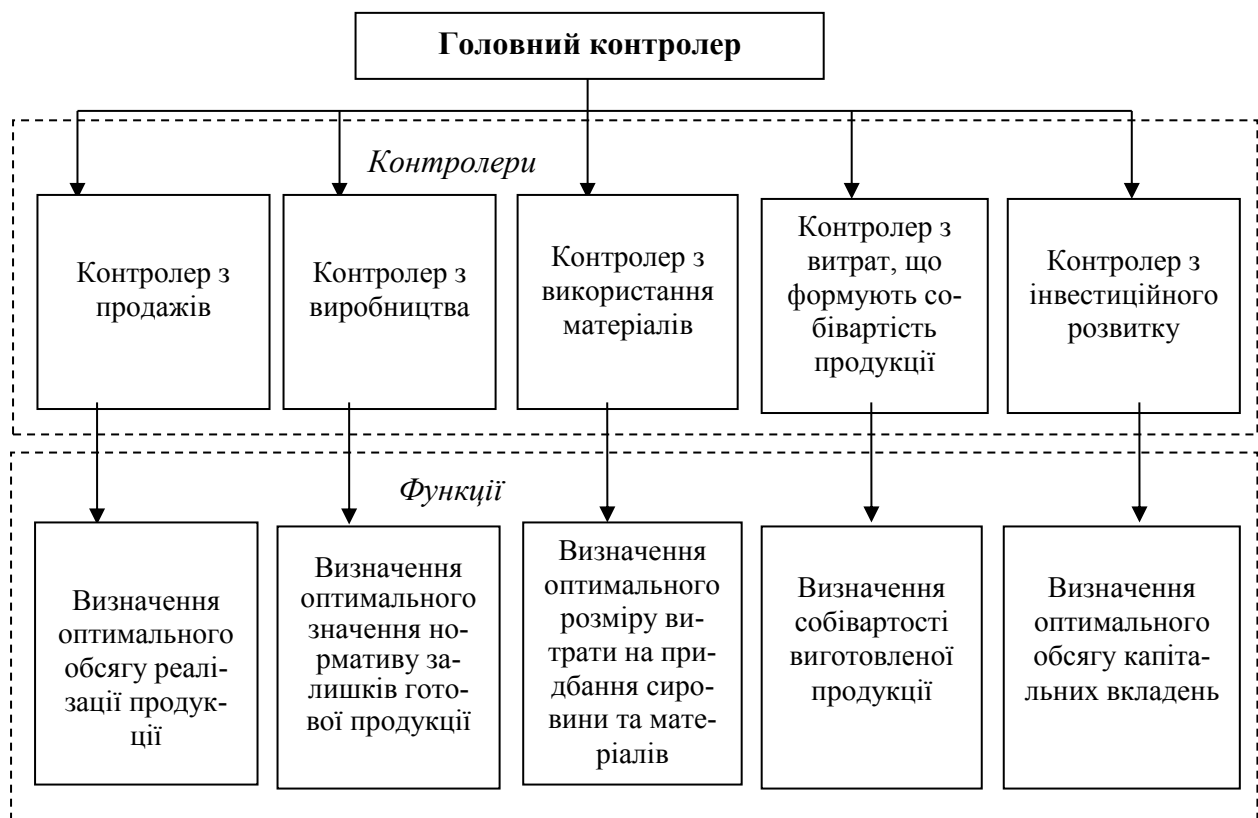 Головний контролер
Контролери
Контролер з
продажів
Контролер з
виробництва
Контролер з
використання
матеріалів
Контролер з
витрат, що
формують со-
бівартість
продукції
Контролер з
інвестиційного
розвитку
Функції
Визначення
оптимального
обсягу реалі-
зації продук-
ції
Визначення
оптимального
значення но-
рмативу за-
лишків гото-
вої продукції
Визначення
оптимального
розміру ви-
трати на при-
дбання сиро-
вини та мате-
ріалів
Визначення
собівартості
виготовленої
продукції
Визначення
оптимального
обсягу капіта-
льних вкладень